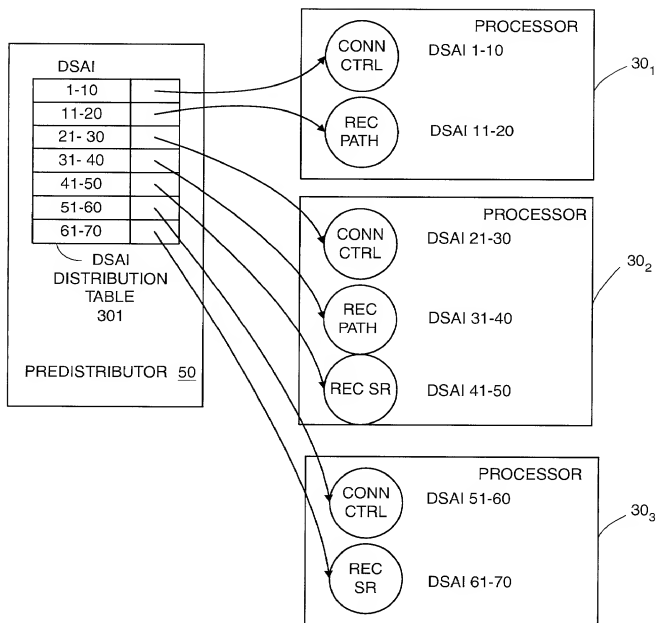 DSAI
1-10
11-20
21- 30
31- 40
41-50
51-60
61-70
DSAI
DISTRIBUTION
TABLE
301
PREDISTRIBUTOR 50
PROCESSOR
CONN
CTRL
DSAI 1-10
REC
PATH
DSAI 11-20
30₁
PROCESSOR
CONN
CTRL
DSAI 21-30
REC
PATH
DSAI 31-40
REC SR
DSAI 41-50
30₂
PROCESSOR
CONN
CTRL
DSAI 51-60
REC
SR
DSAI 61-70
30₃